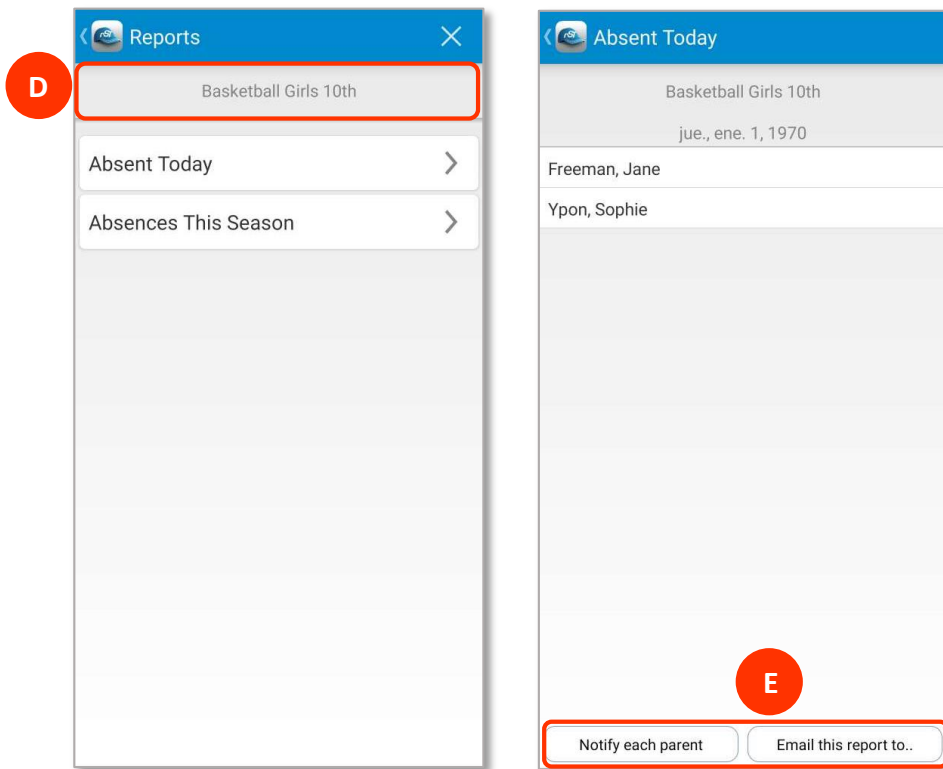 Reports
D
Basketball Girls 10th
Absent Today
Absences This Season
Absent Today
Basketball Girls 10th
jue., ene. 1, 1970
Freeman, Jane
Ypon, Sophie
E
Notify each parent
Email this report to..